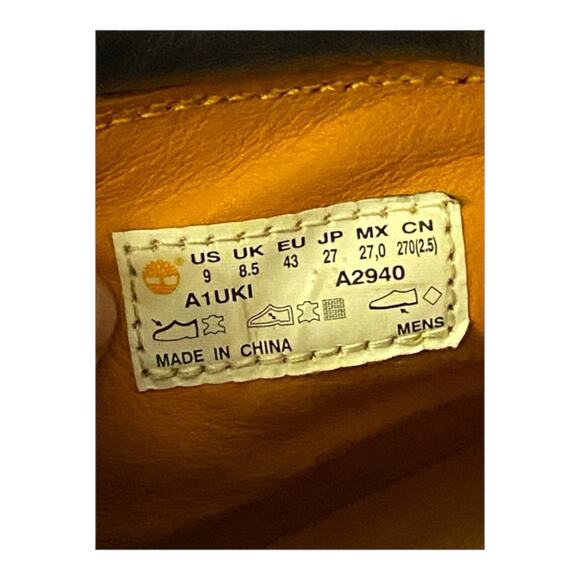 US UK EU JP MX CN
9 8.5 43 27 27,0 270(2.5)
A1UKI A2940
MENS
MADE IN CHINA